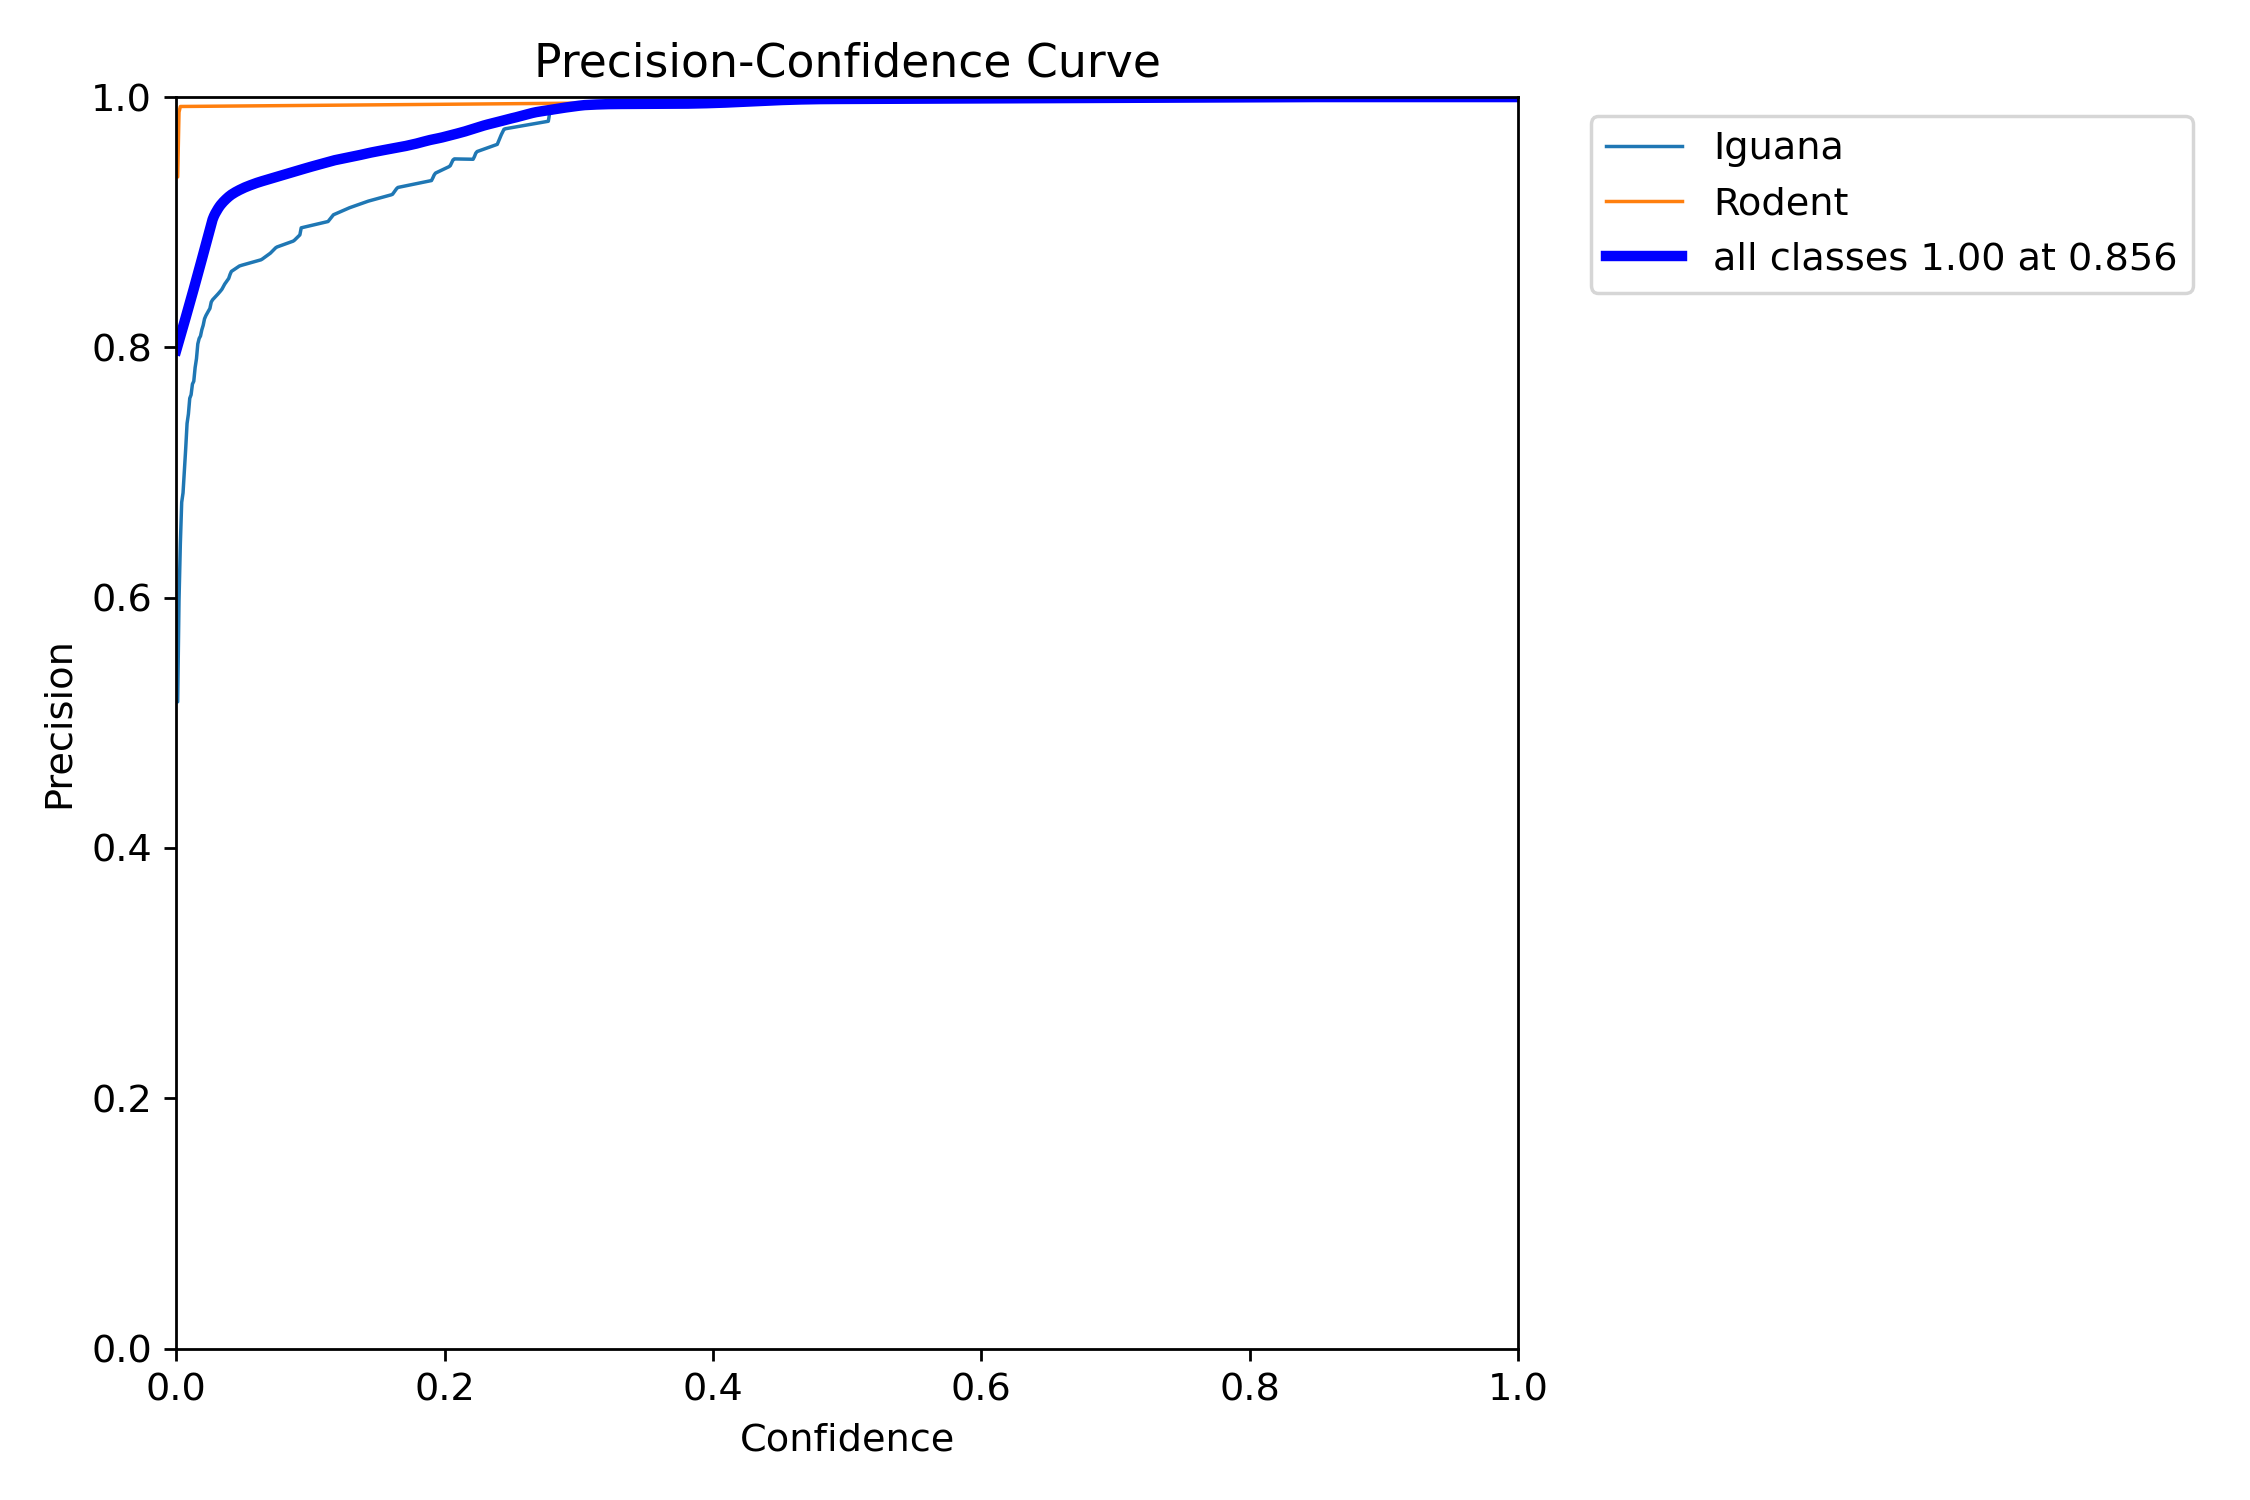 Precision-Confidence Curve
1.0
0.8
0.6
0.4
0.2
0.0
Precision
0.0 0.2 0.4 0.6 0.8 1.0
Confidence
Iguana
Rodent
all classes 1.00 at 0.856